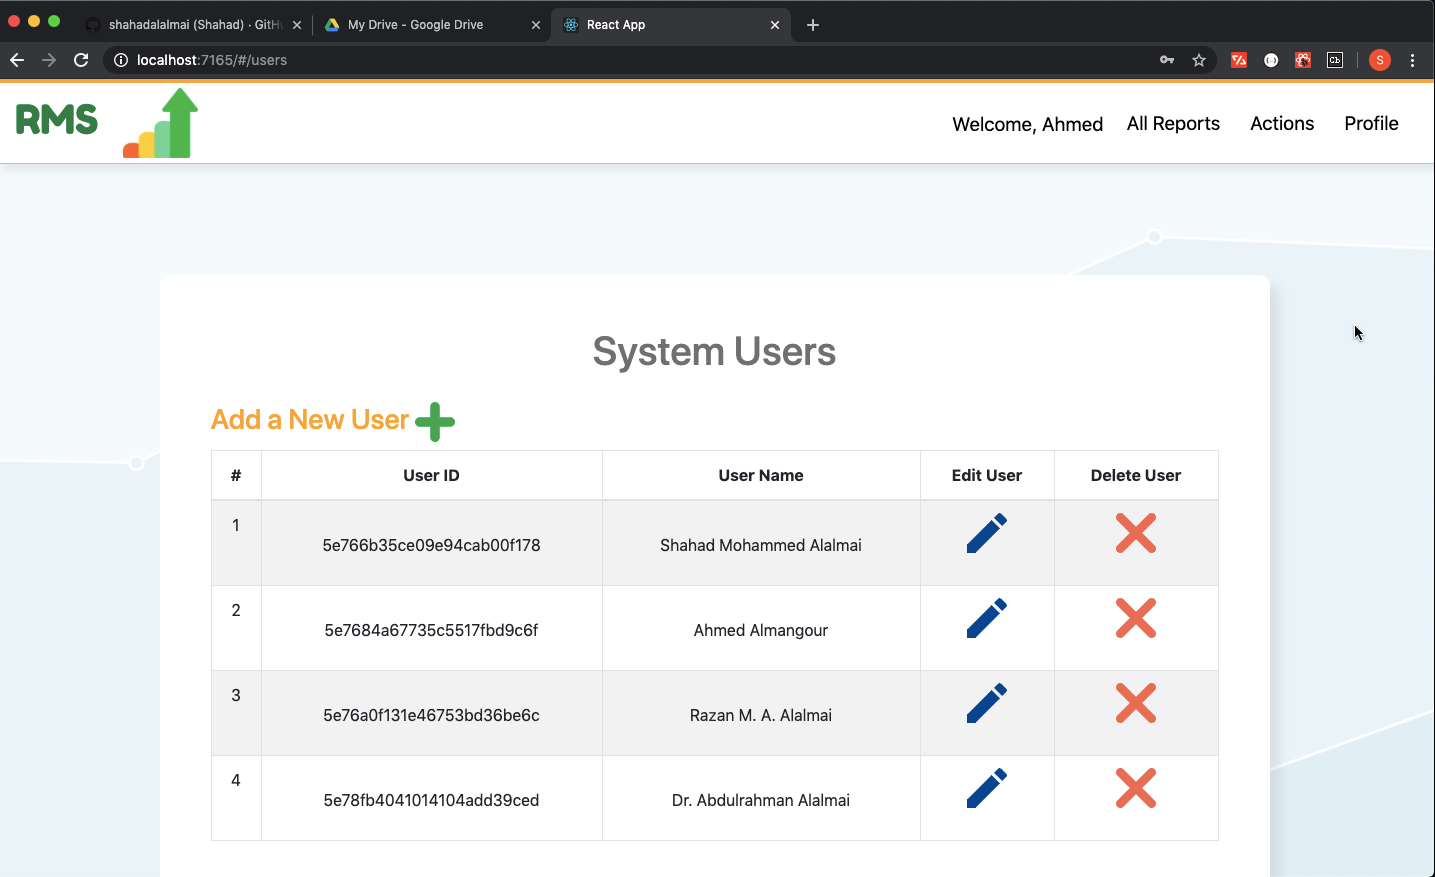 shahadalalmai (Shahad) · GitH
My Drive - Google Drive
React App
localhost:7165/#/users
S
RMS
Welcome, Ahmed
All Reports
Actions
Profile
System Users
Add a New User
# User ID User Name Edit User Delete User
1 5e766b35ce09e94cab00f178 Shahad Mohammed Alalmai
2 5e7684a67735c5517fbd9c6f Ahmed Almangour
3 5e76a0f131e46753bd36be6c Razan M. A. Alalmai
4 5e78fb4041014104add39ced Dr. Abdulrahman Alalmai